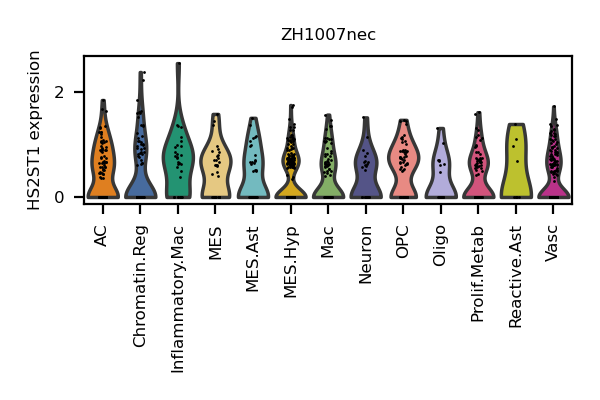 ZH1007nec
HS2ST1 expression
2
0
AC
Chromatin.Reg
Inflammatory.Mac
MES
MES.Ast
MES.Hyp
Mac
Neuron
OPC
Oligo
Prolif.Metab
Reactive.Ast
Vasc